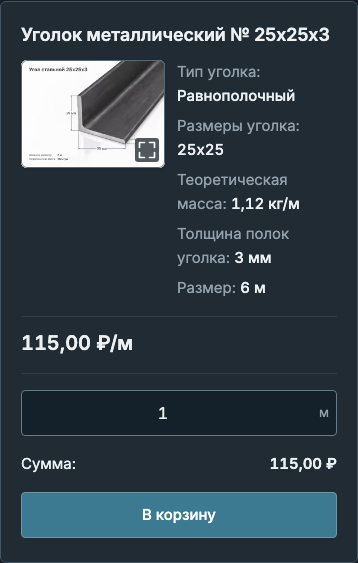 Уголок металлический № 25х25х3
Угол стальной 25х25х3
Тип уголка:
Равнополочный
Размеры уголка:
25х25
Теоретическая
масса: 1,12 кг/м
Толщина полок
уголка: 3 мм
Размер: 6 м
115,00 ₽/м
1 м
Сумма: 115,00 ₽
В корзину